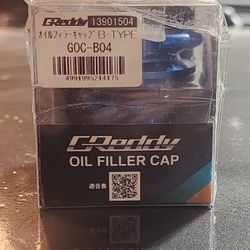 GReddy 13901504
オイルフィラーキャップ B-TYPE
GOC-B04
4991995214175
GReddy
OIL FILLER CAP
適合表